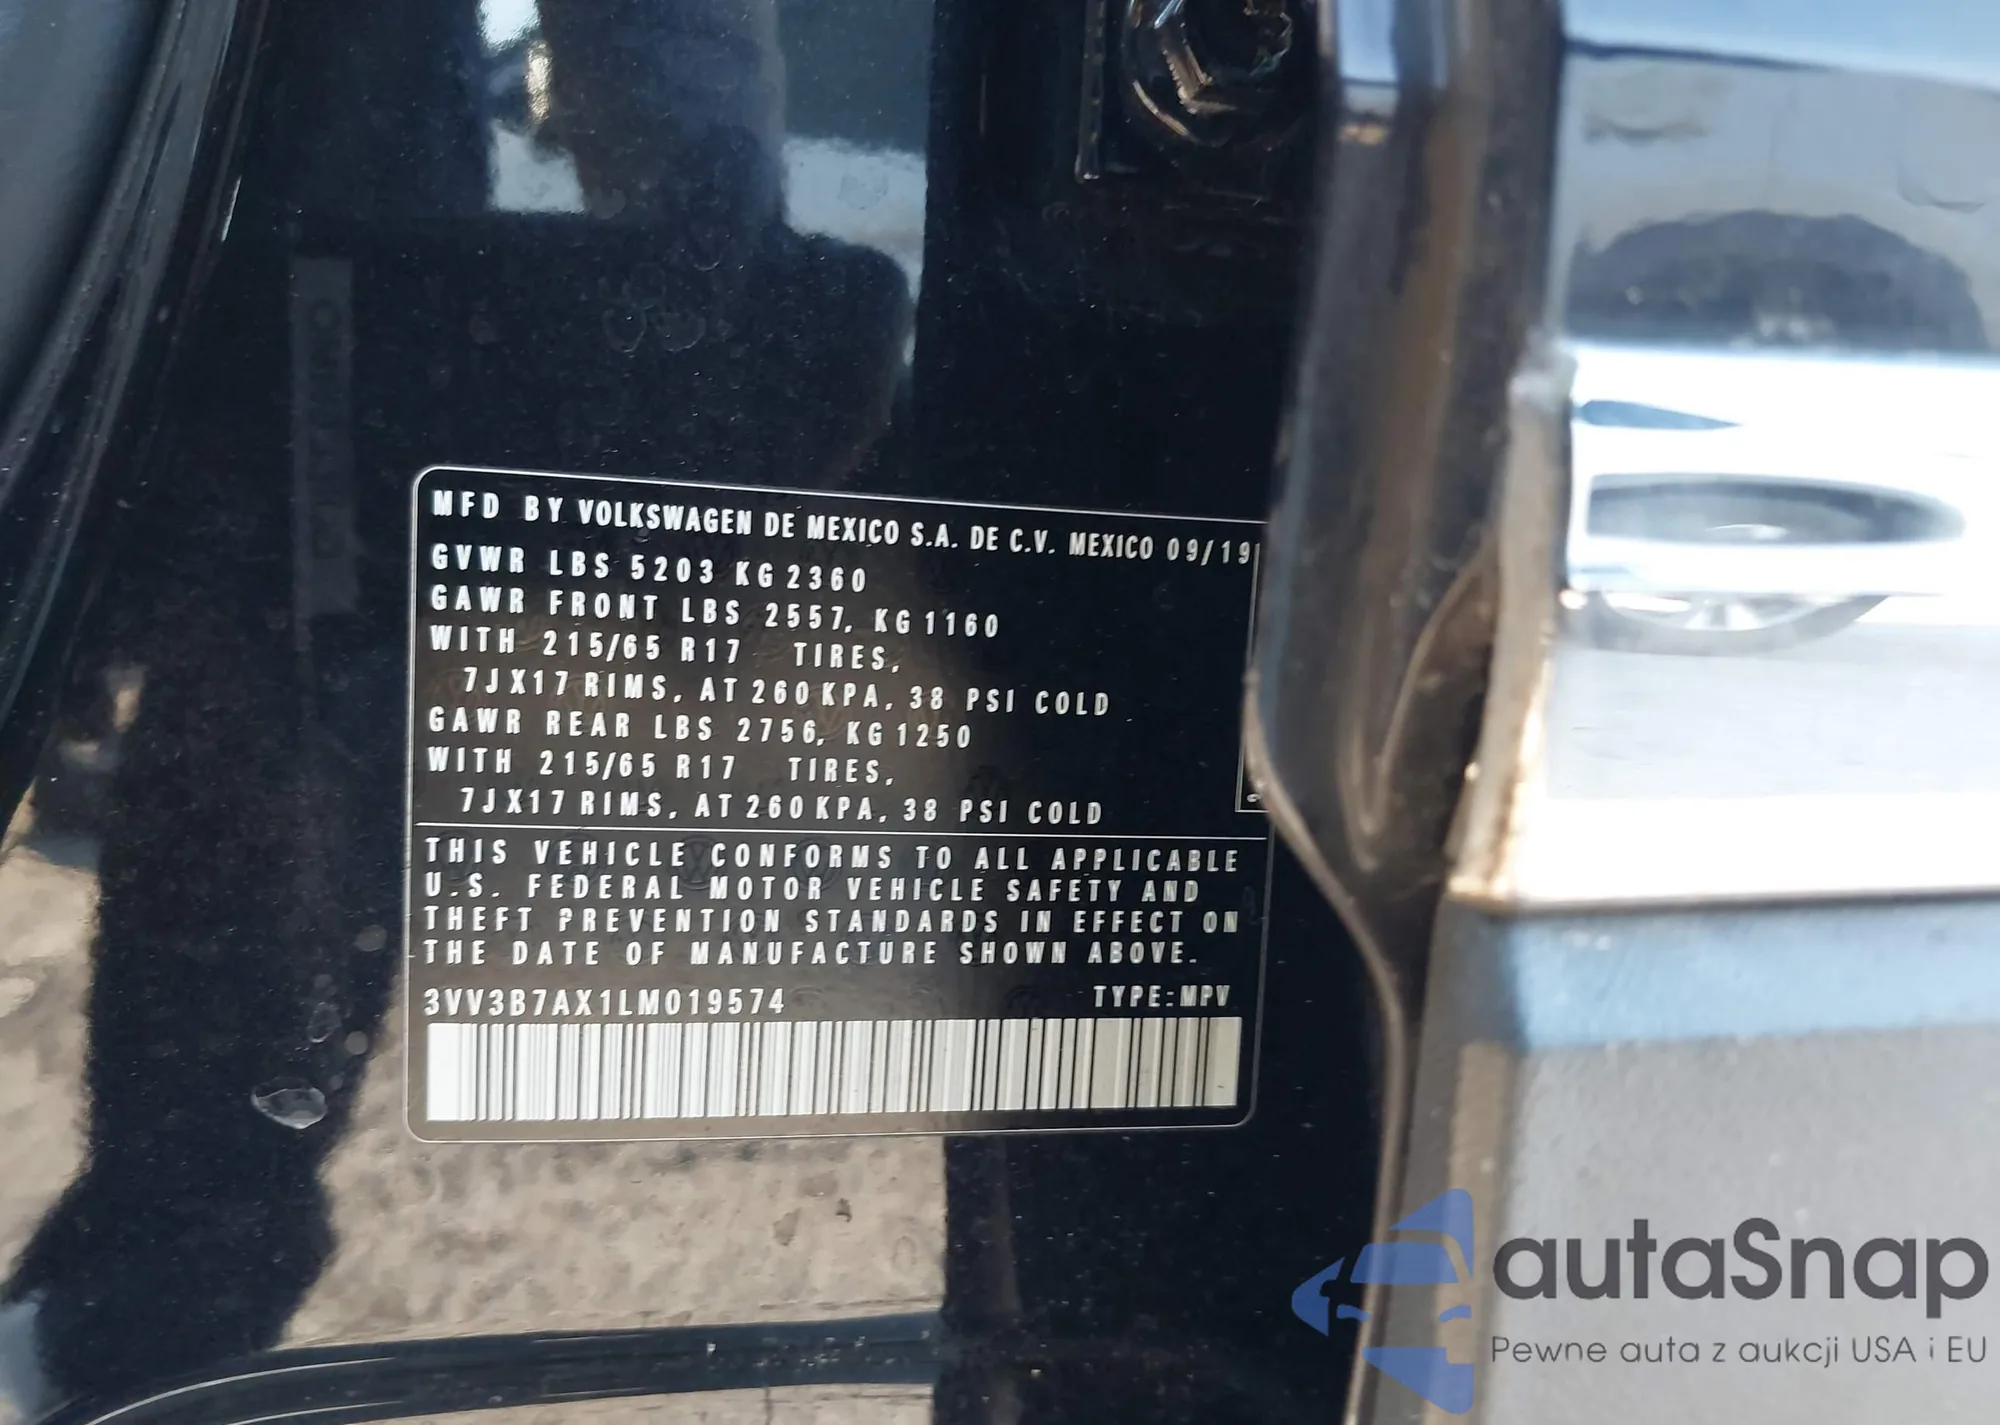 MFD BY VOLKSWAGEN DE MEXICO S.A. DE C.V. MEXICO 09/19
GVWR LBS 5203 KG 2360
GAWR FRONT LBS 2557, KG 1160
WITH 215/65 R17 TIRES,
7JX17 RIMS, AT 260 KPA, 38 PSI COLD
GAWR REAR LBS 2756, KG 1250
WITH 215/65 R17 TIRES,
7JX17 RIMS, AT 260 KPA, 38 PSI COLD
THIS VEHICLE CONFORMS TO ALL APPLICABLE
U.S. FEDERAL MOTOR VEHICLE SAFETY AND
THEFT PREVENTION STANDARDS IN EFFECT ON
THE DATE OF MANUFACTURE SHOWN ABOVE.
3VV3B7AX1LM019574 TYPE:MPV
autaSnap
Pewne auta z aukcji USA i EU